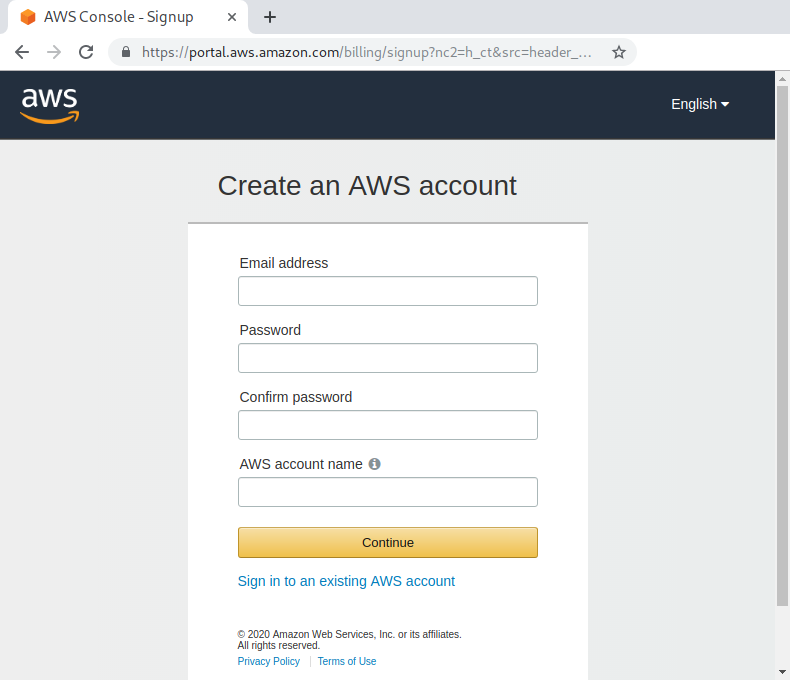 AWS Console - Signup
https://portal.aws.amazon.com/billing/signup?nc2=h_ct&src=header_...
aws
English
Create an AWS account
Email address
Password
Confirm password
AWS account name
Continue
Sign in to an existing AWS account
© 2020 Amazon Web Services, Inc. or its affiliates.
All rights reserved.
Privacy Policy | Terms of Use